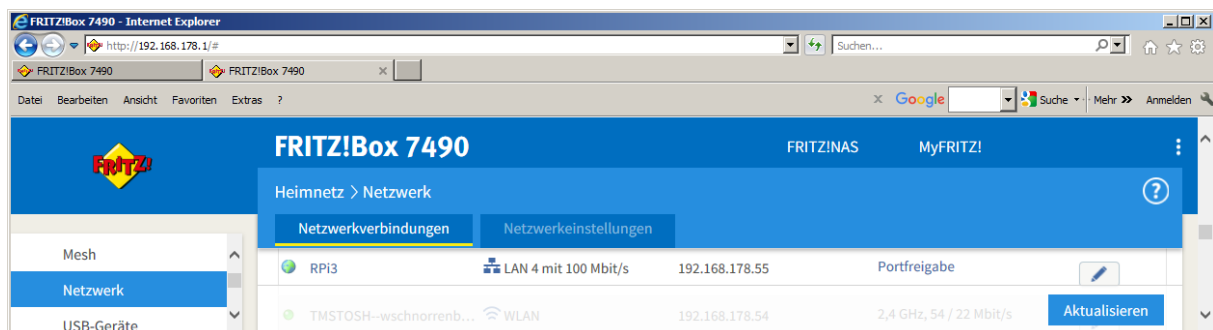 FRITZ!Box 7490 - Internet Explorer
http://192.168.178.1/#
Suchen...
FRITZ!Box 7490
FRITZ!Box 7490
Datei Bearbeiten Ansicht Favoriten Extras ?
x Google Suche Mehr >> Anmelden
FRITZ!
FRITZ!Box 7490 FRITZ!NAS MyFRITZ!
Heimnetz > Netzwerk
Netzwerkverbindungen Netzwerkeinstellungen
Mesh
Netzwerk
USB-Geräte
RPi3 LAN 4 mit 100 Mbit/s 192.168.178.55 Portfreigabe
TMSTOSH--wschnorrenb... WLAN 192.168.178.54 2,4 GHz, 54 / 22 Mbit/s
Aktualisieren